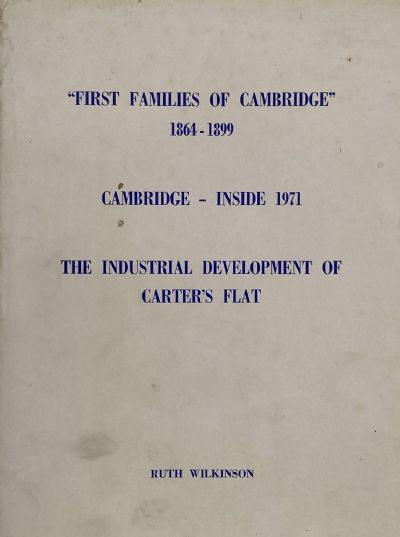 "FIRST FAMILIES OF CAMBRIDGE"
1864 - 1899
CAMBRIDGE – INSIDE 1971
THE INDUSTRIAL DEVELOPMENT OF
CARTER'S FLAT
RUTH WILKINSON